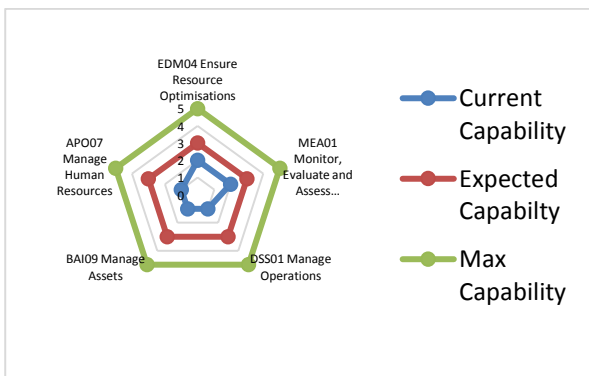 EDM04 Ensure
Resource
Optimisations
5
4
3
2
1
0
MEA01
Monitor,
Evaluate and
Assess...
DSS01 Manage
Operations
BAI09 Manage
Assets
APO07
Manage
Human
Resources
Current
Capability
Expected
Capabilty
Max
Capability